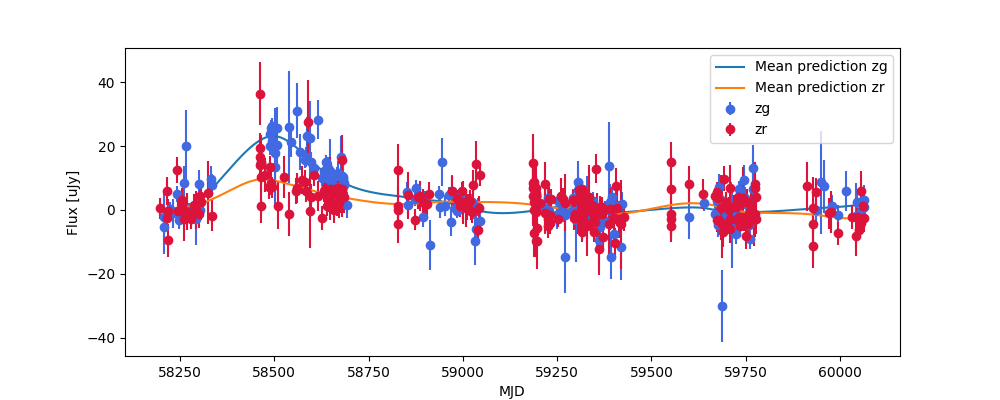 Mean prediction zg
Mean prediction zr
zg
zr
Flux [uJy]
40
20
0
−20
−40
58250
58500
58750
59000
59250
59500
59750
60000
MJD